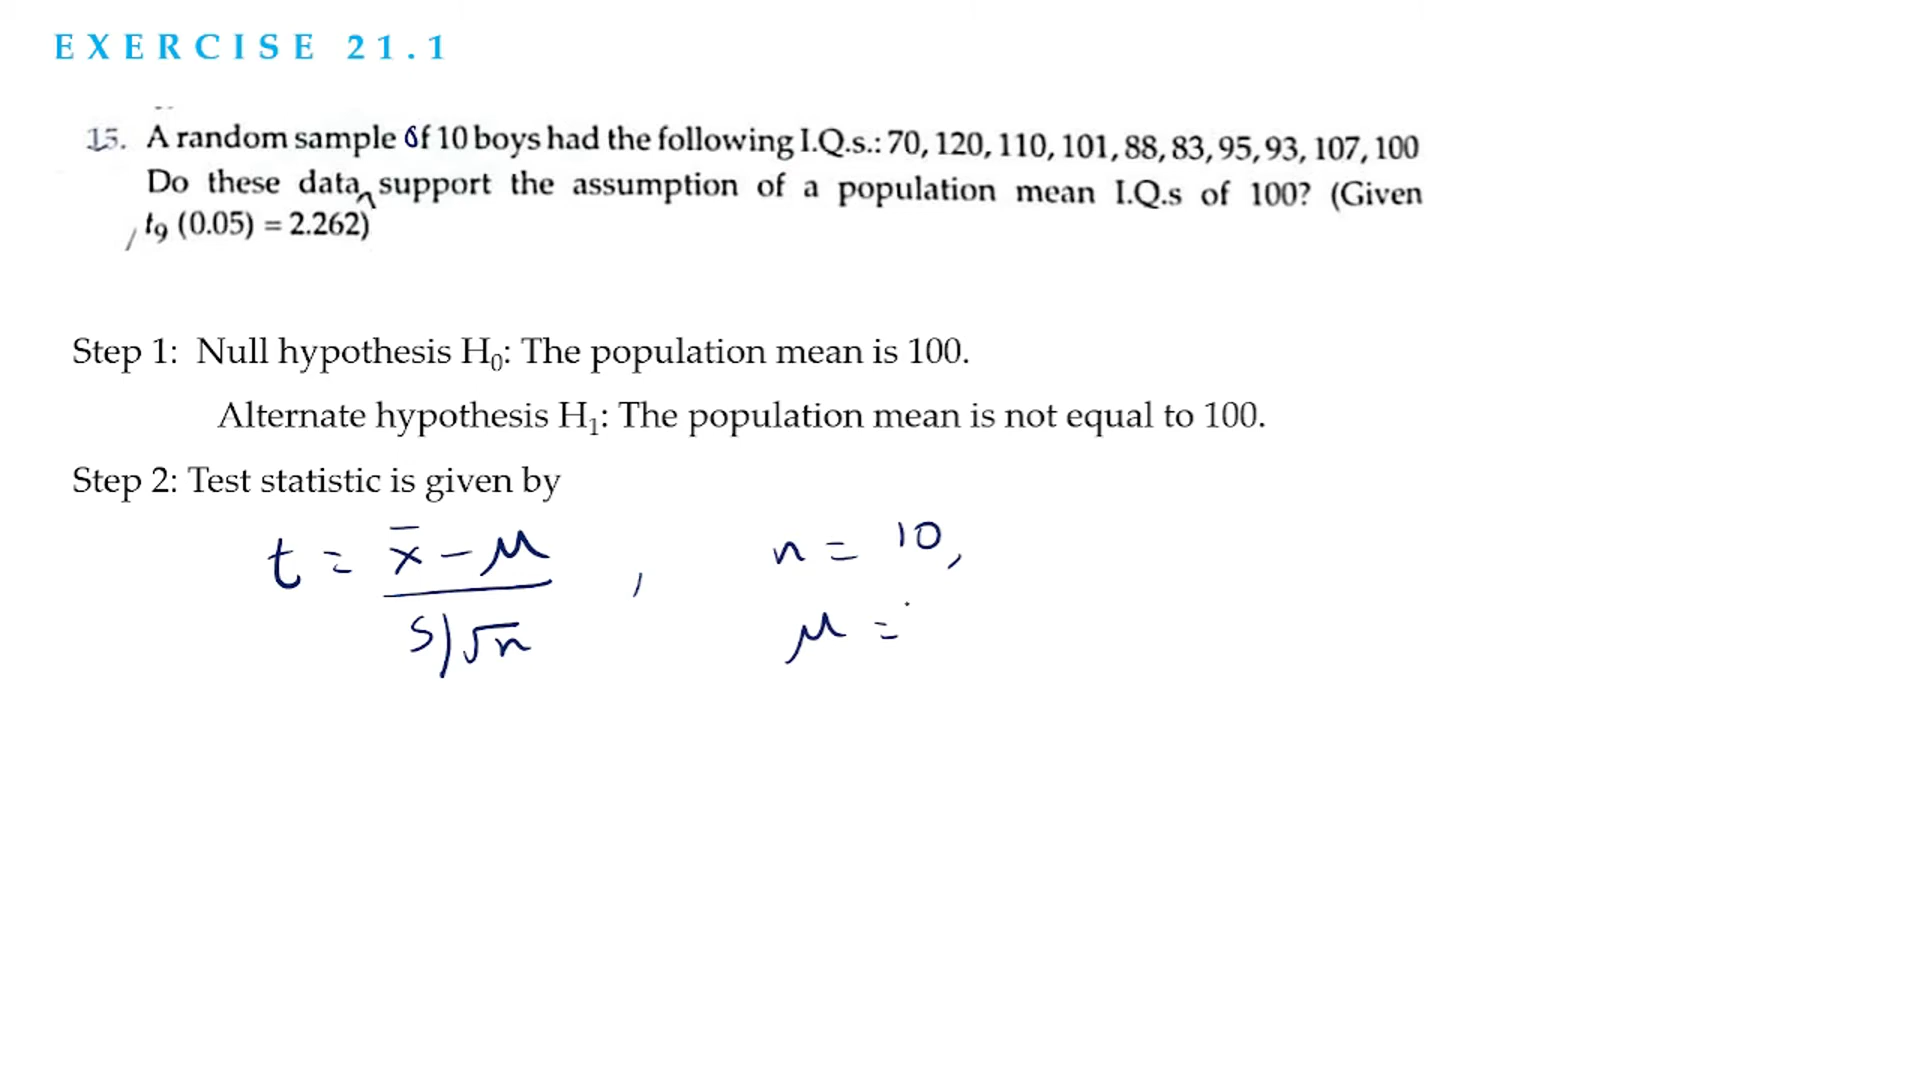 EXERCISE 21.1
15. A random sample of 10 boys had the following I.Q.s.: 70, 120, 110, 101, 88, 83, 95, 93, 107, 100
Do these data support the assumption of a population mean I.Q.s of 100? (Given
t₉ (0.05) = 2.262)
Step 1: Null hypothesis H₀: The population mean is 100.
Alternate hypothesis H₁: The population mean is not equal to 100.
Step 2: Test statistic is given by
t = x̄ - μ / s/√n , n = 10,
μ =